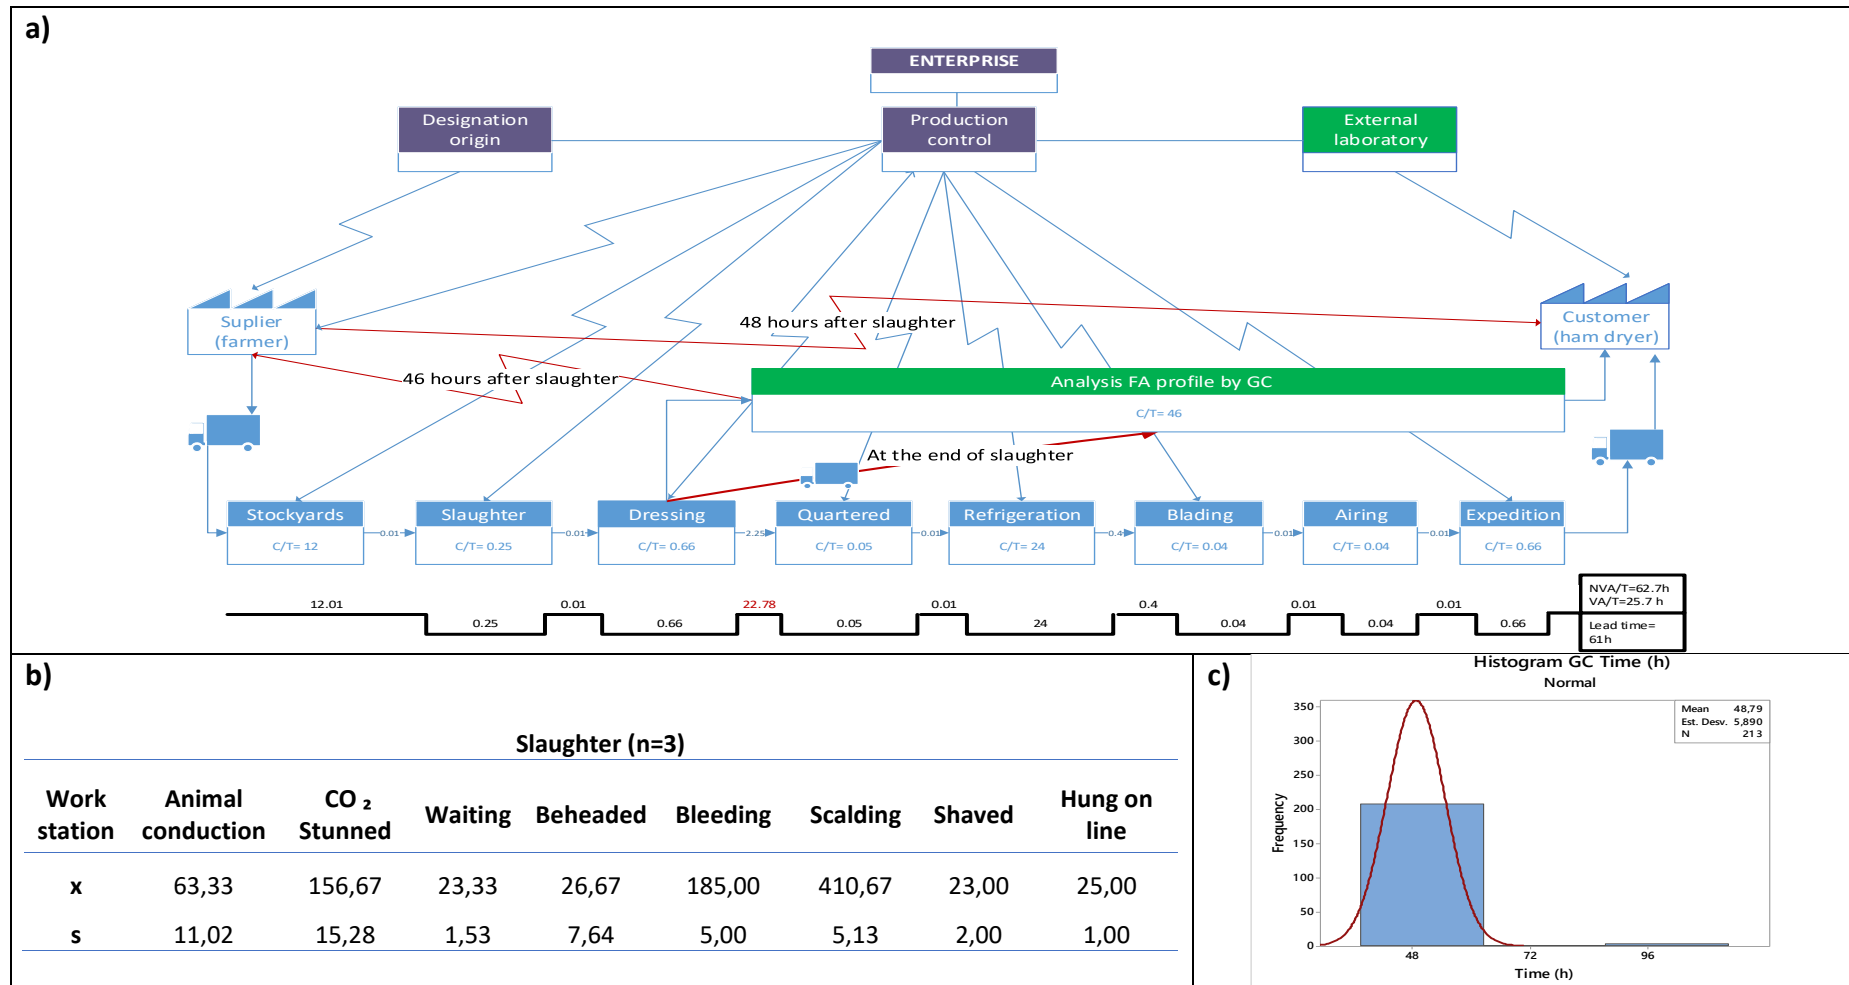 a)
ENTERPRISE
Designation
origin
Production
control
External
laboratory
Suplier
(farmer)
48 hours after slaughter
Customer
(ham dryer)
46 hours after slaughter
Analysis FA profile by GC
C/T= 46
At the end of slaughter
Stockyards
C/T= 12
0.01
Slaughter
C/T= 0.25
0.01
Dressing
C/T= 0.66
2.25
Quartered
C/T= 0.05
0.01
Refrigeration
C/T= 24
0.4
Blading
C/T= 0.04
0.01
Airing
C/T= 0.04
0.01
Expedition
C/T= 0.66
12.01 0.01 22.78 0.01 0.4 0.01 0.01
0.25 0.66 0.05 24 0.04 0.04 0.66
NVA/T=62.7h
VA/T=25.7 h
Lead time=
61h
b)
Slaughter (n=3)
Work station Animal conduction CO ₂ Stunned Waiting Beheaded Bleeding Scalding Shaved Hung on line
x 63,33 156,67 23,33 26,67 185,00 410,67 23,00 25,00
s 11,02 15,28 1,53 7,64 5,00 5,13 2,00 1,00
c)
Histogram GC Time (h)
Normal
Mean 48,79
Est. Desv. 5,890
N 213
Frequency
350
300
250
200
150
100
50
0
48 72 96
Time (h)